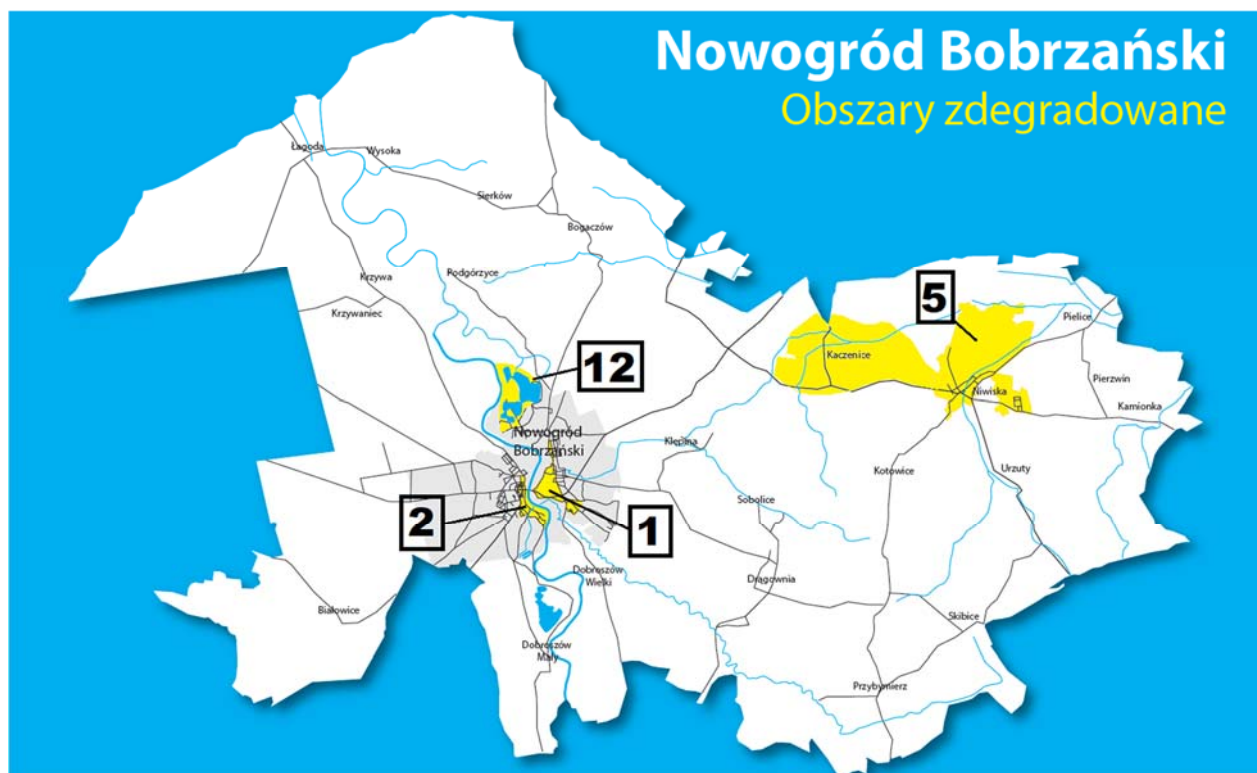 Nowogród Bobrzański
Obszary zdegradowane
Łagoda
Wysoka
Sierków
Bogaczów
Podgórzyce
Krzywa
Krzywaniec
5
Pielice
Kaczenice
12
Niwiska
Pierzwin
Kamionka
Nowogród
Bobrzański
Klępina
Kotowice
Urzuty
Sobolice
2
1
Dobroszów
Wielki
Drągownia
Białowice
Skibice
Dobroszów
Mały
Przybymierz